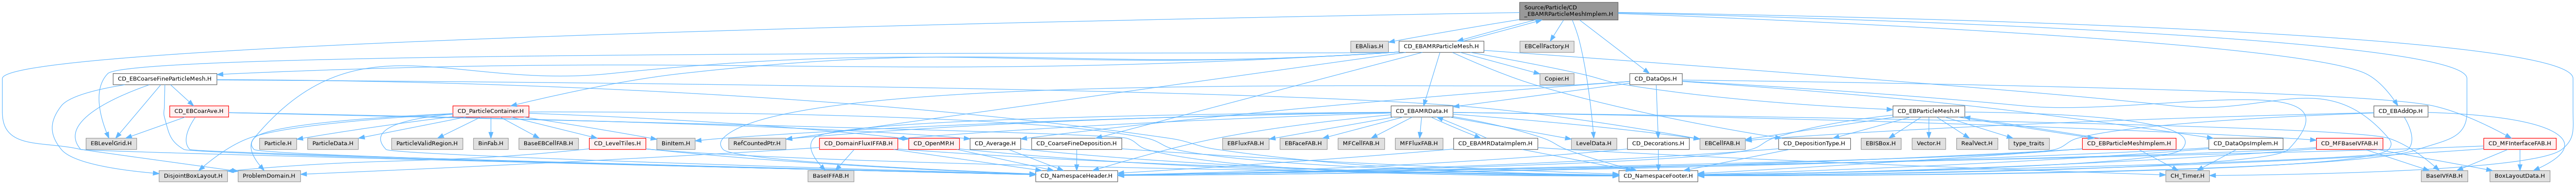 Source/Particle/CD
_EBAMRParticleMeshImplem.H
EBAlias.H
CD_EBAMRParticleMesh.H
EBCellFactory.H
CD_EBCoarseFineParticleMesh.H
Copier.H
CD_DataOps.H
CD_EBCoarAve.H
CD_ParticleContainer.H
CD_EBAMRData.H
CD_EBParticleMesh.H
CD_EBAddOp.H
EBLevelGrid.H
Particle.H
ParticleData.H
ParticleValidRegion.H
BinFab.H
BaseEBCellFAB.H
CD_LevelTiles.H
BinItem.H
RefCountedPtr.H
CD_DomainFluxIFFAB.H
CD_OpenMP.H
CD_Average.H
CD_CoarseFineDeposition.H
EBFluxFAB.H
EBFaceFAB.H
MFCellFAB.H
MFFluxFAB.H
CD_EBAMRDataImplem.H
LevelData.H
CD_Decorations.H
EBCellFAB.H
CD_DepositionType.H
EBISBox.H
Vector.H
RealVect.H
type_traits
CD_EBParticleMeshImplem.H
CD_DataOpsImplem.H
CD_MFBaseIVFAB.H
CD_MFInterfaceFAB.H
DisjointBoxLayout.H
ProblemDomain.H
BaseIFFAB.H
CD_NamespaceHeader.H
CD_NamespaceFooter.H
CH_Timer.H
BaseIVFAB.H
BoxLayoutData.H